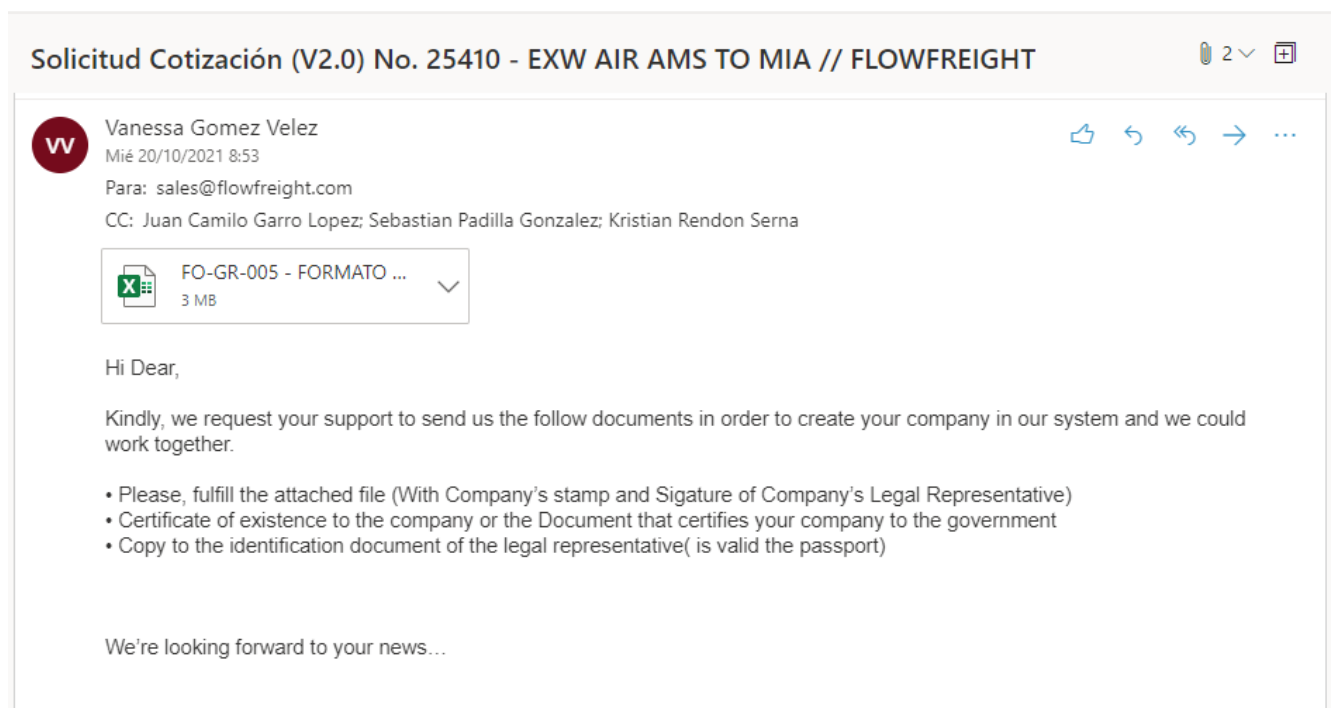 Solicitud Cotización (V2.0) No. 25410 - EXW AIR AMS TO MIA // FLOWFREIGHT
2
VV
Vanessa Gomez Velez
Mié 20/10/2021 8:53
Para: sales@flowfreight.com
CC: Juan Camilo Garro Lopez; Sebastian Padilla Gonzalez; Kristian Rendon Serna
FO-GR-005 - FORMATO ...
3 MB
Hi Dear,
Kindly, we request your support to send us the follow documents in order to create your company in our system and we could
work together.
• Please, fulfill the attached file (With Company's stamp and Sigature of Company's Legal Representative)
• Certificate of existence to the company or the Document that certifies your company to the government
• Copy to the identification document of the legal representative( is valid the passport)
We're looking forward to your news…